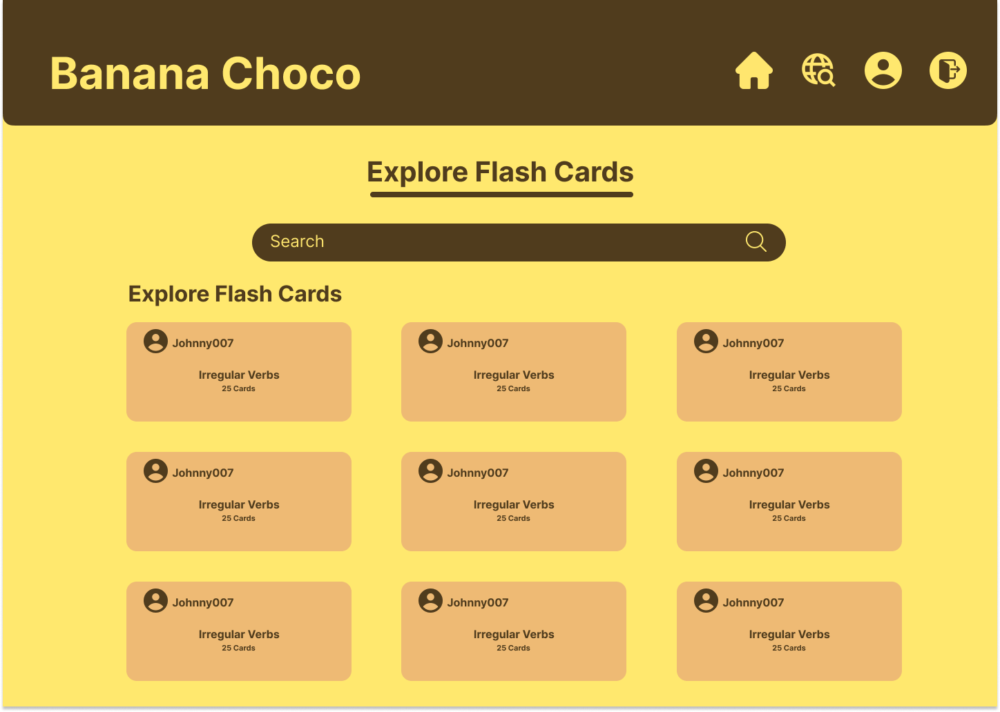 Banana Choco
Explore Flash Cards
Search
Explore Flash Cards
Johnny007
Irregular Verbs
25 Cards
Johnny007
Irregular Verbs
25 Cards
Johnny007
Irregular Verbs
25 Cards
Johnny007
Irregular Verbs
25 Cards
Johnny007
Irregular Verbs
25 Cards
Johnny007
Irregular Verbs
25 Cards
Johnny007
Irregular Verbs
25 Cards
Johnny007
Irregular Verbs
25 Cards
Johnny007
Irregular Verbs
25 Cards